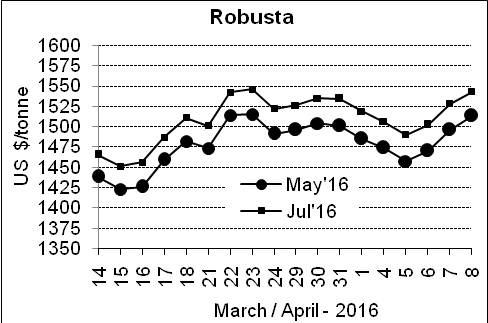 Robusta
US $/tonne
1600
1575
1550
1525
1500
1475
1450
1425
1400
1375
1350
May'16
Jul'16
14 15 16 17 18 21 22 23 24 29 30 31 1 4 5 6 7 8
March / April - 2016